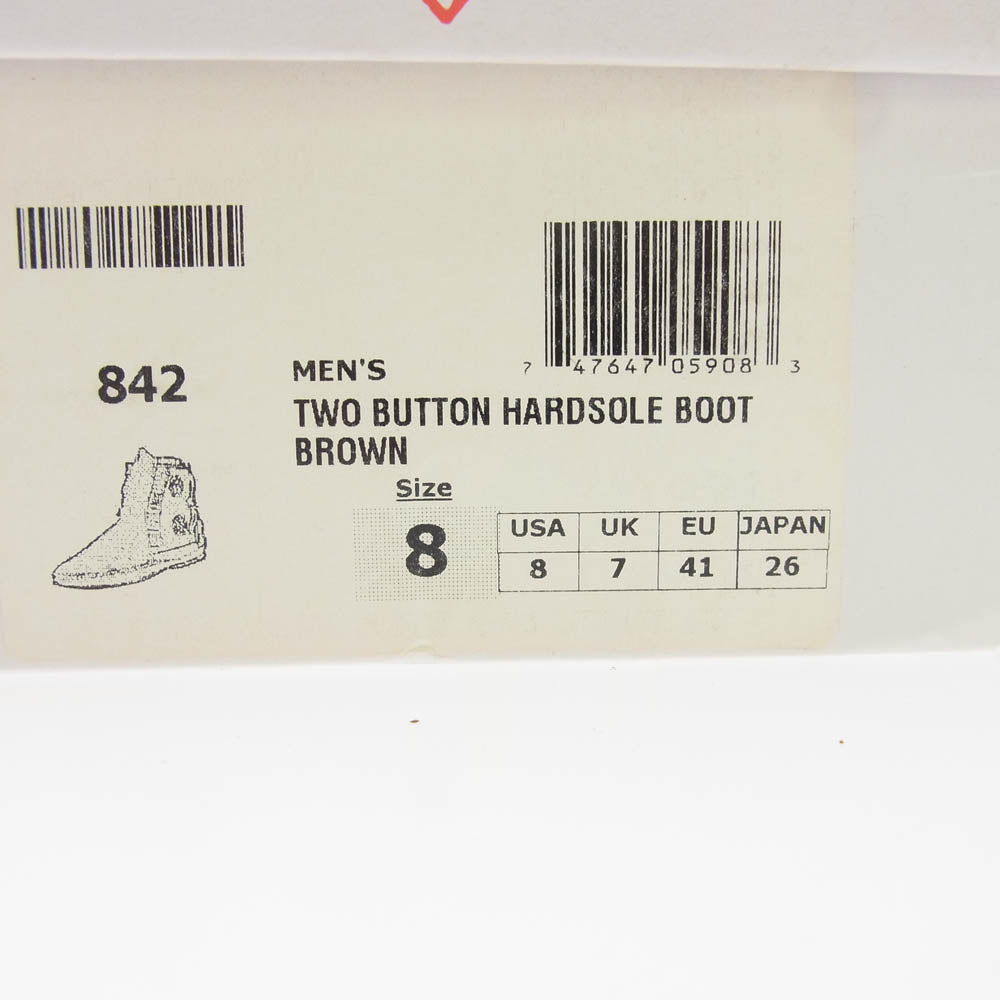 842
MEN'S
7 47647 05908 3
TWO BUTTON HARDSOLE BOOT
BROWN
Size
8
USA UK EU JAPAN
8 7 41 26